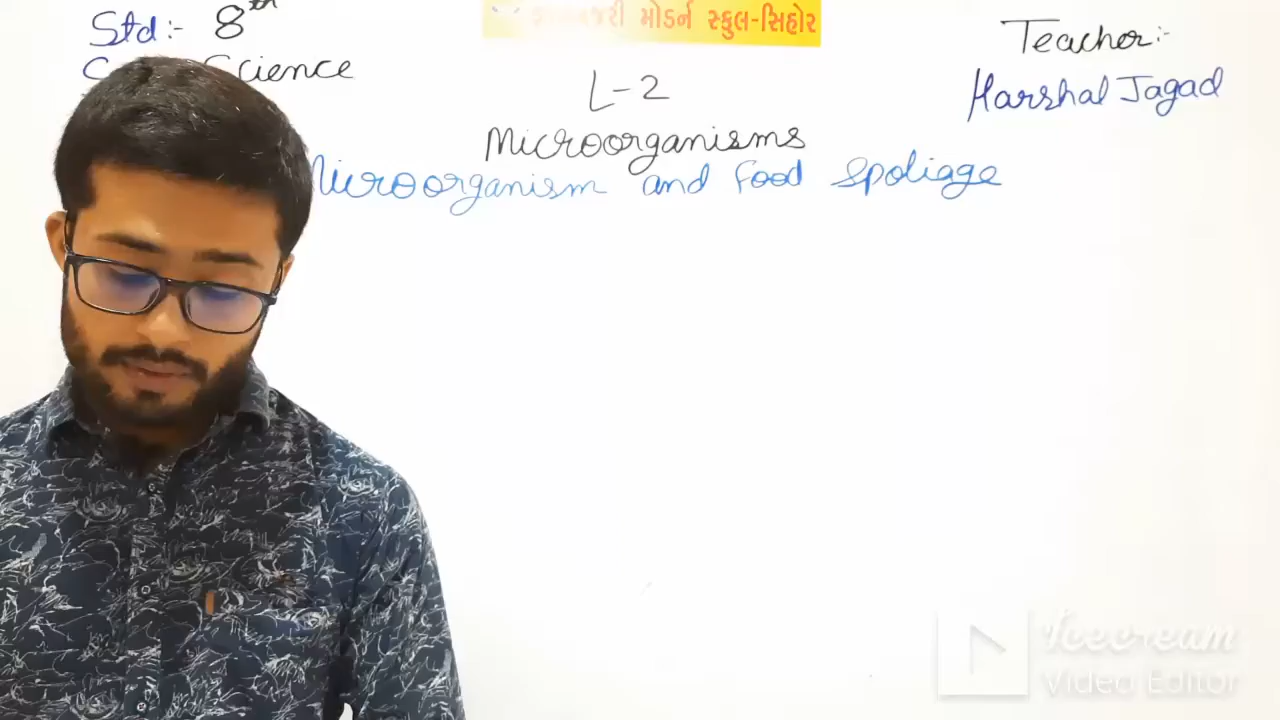 Std:- 8th
Teacher:-
મોડર્ન સ્કુલ-સિહોર
Science
Harshal Jagad
L-2
Microorganisms
Microorganism and Food Spoliage
Video Editor